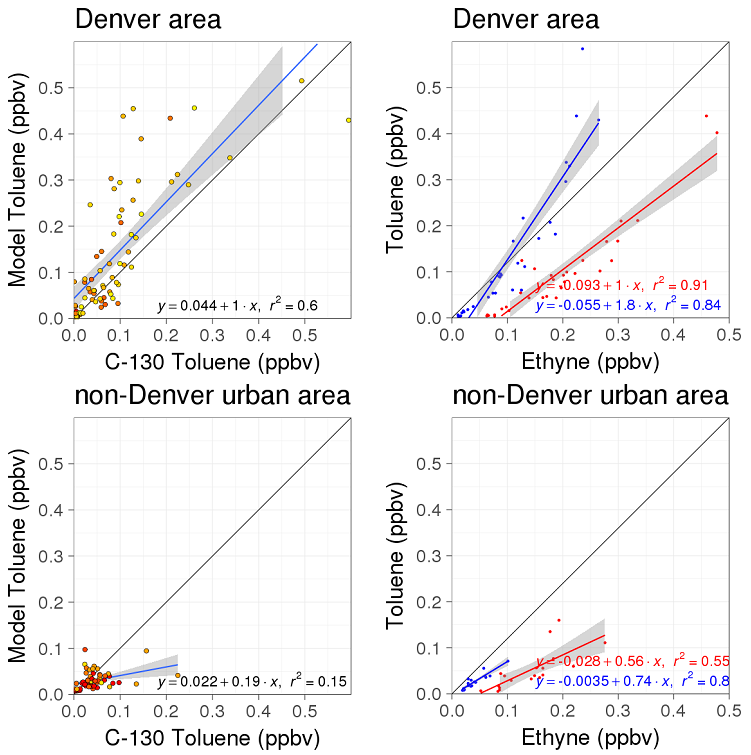 Denver area
Model Toluene (ppbv)
0.5
0.4
0.3
0.2
0.1
0.0
y = 0.044 + 1 · x, r² = 0.6
0.0 0.1 0.2 0.3 0.4 0.5
C-130 Toluene (ppbv)
Denver area
Toluene (ppbv)
0.5
0.4
0.3
0.2
0.1
0.0
y = -0.093 + 1 · x, r² = 0.91
y = -0.055 + 1.8 · x, r² = 0.84
0.0 0.1 0.2 0.3 0.4 0.5
Ethyne (ppbv)
non-Denver urban area
Model Toluene (ppbv)
0.5
0.4
0.3
0.2
0.1
0.0
y = 0.022 + 0.19 · x, r² = 0.15
0.0 0.1 0.2 0.3 0.4 0.5
C-130 Toluene (ppbv)
non-Denver urban area
Toluene (ppbv)
0.5
0.4
0.3
0.2
0.1
0.0
y = -0.028 + 0.56 · x, r² = 0.55
y = -0.0035 + 0.74 · x, r² = 0.8
0.0 0.1 0.2 0.3 0.4 0.5
Ethyne (ppbv)